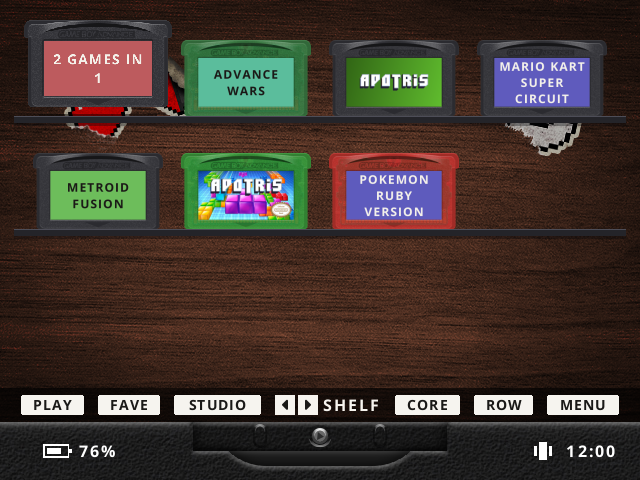 2 GAMES IN
1
ADVANCE
WARS
APOTRIS
MARIO KART
SUPER
CIRCUIT
METROID
FUSION
APOTRIS
POKEMON
RUBY
VERSION
PLAY FAVE STUDIO SHELF CORE ROW MENU
76% 12:00